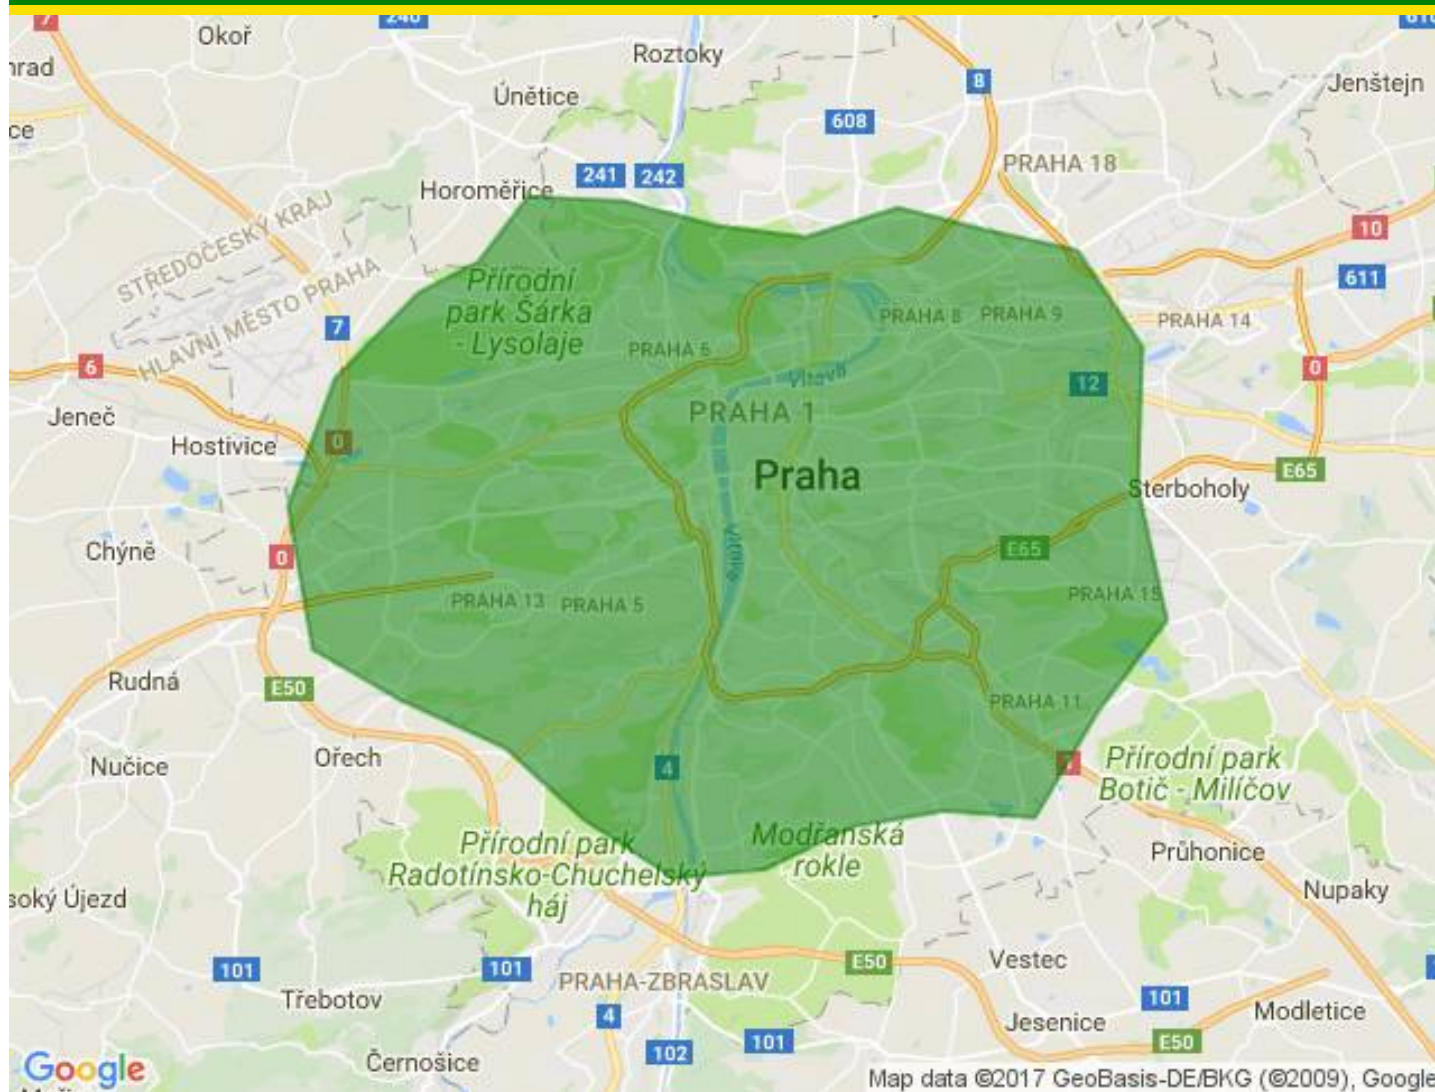 7
Okoř
240
Roztoky
8
Jenštejn
Únětice
608
PRAHA 18
241
242
Horoměřice
10
STŘEDOČESKÝ KRAJ
HLAVNÍ MĚSTO PRAHA
611
Přírodní
park Šárka
- Lysolaje
7
PRAHA 8
PRAHA 9
PRAHA 14
PRAHA 6
6
0
Vltava
12
Jeneč
PRAHA 1
Hostivice
0
Praha
E65
Sterboholy
Chýně
0
Vltava
E65
PRAHA 13
PRAHA 5
PRAHA 15
Rudná
E50
PRAHA 11
Ořech
Nučice
4
Přírodní park
Botič - Milíčov
Modřanská
rokle
Přírodní park
Radotínsko-Chuchelský
háj
Průhonice
Nupaky
Újezd
101
101
E50
Vestec
PRAHA-ZBRASLAV
Třebotov
101
Modletice
4
Jesenice
E50
Černošice
102
101
Google
Map data ©2017 GeoBasis-DE/BKG (©2009), Google